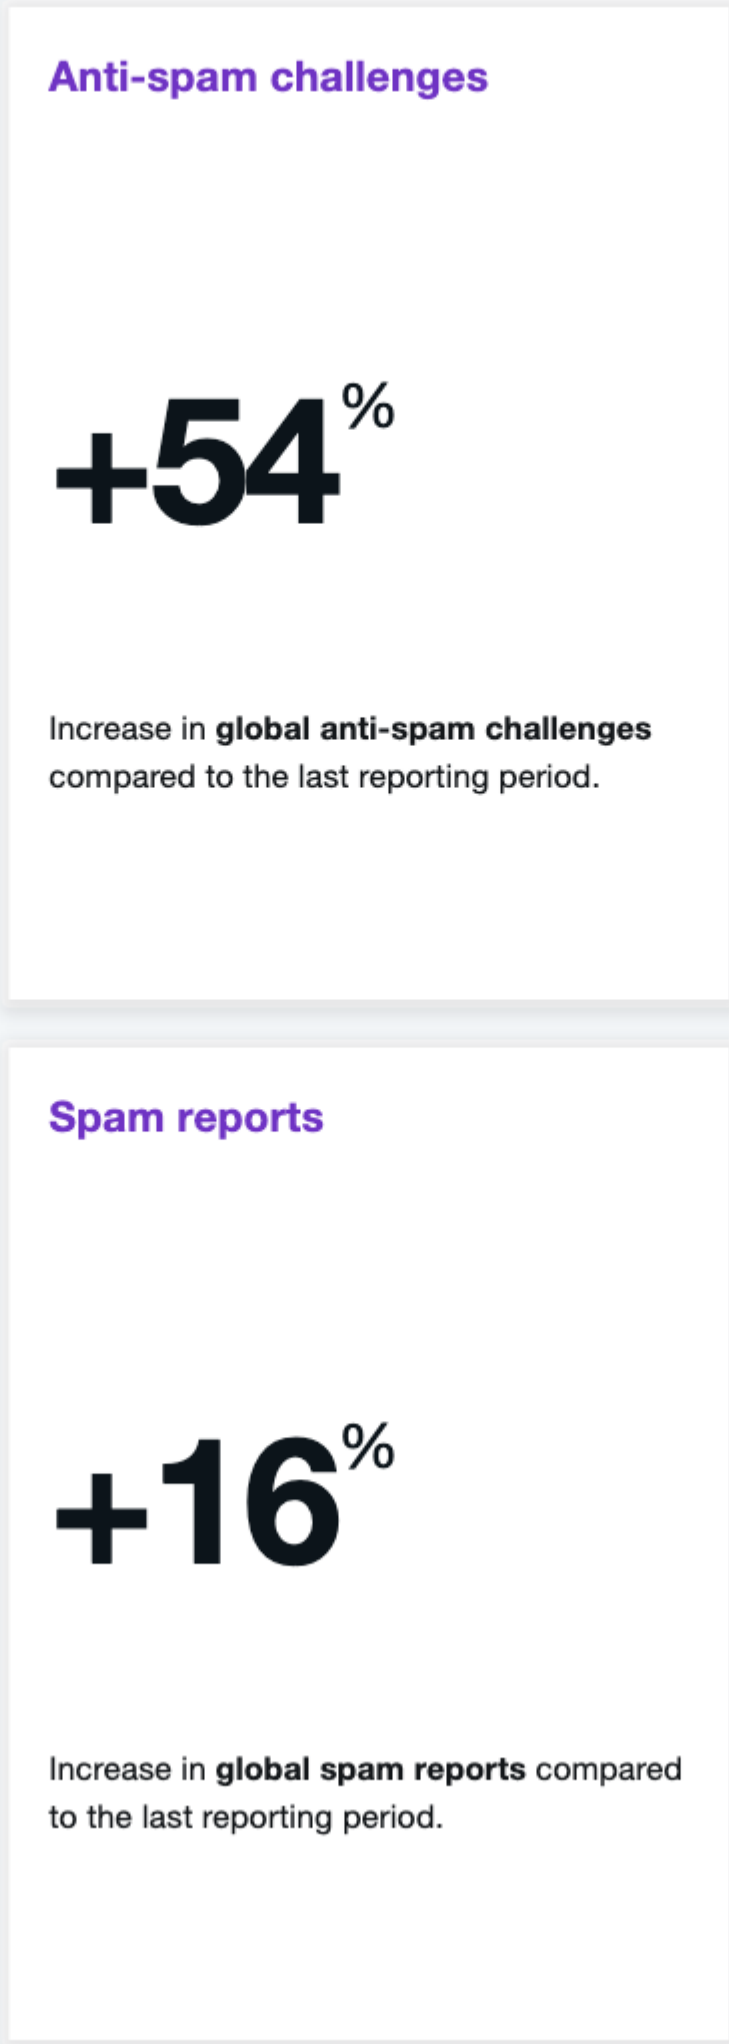 Anti-spam challenges
+54%
Increase in global anti-spam challenges
compared to the last reporting period.
Spam reports
+16%
Increase in global spam reports compared
to the last reporting period.